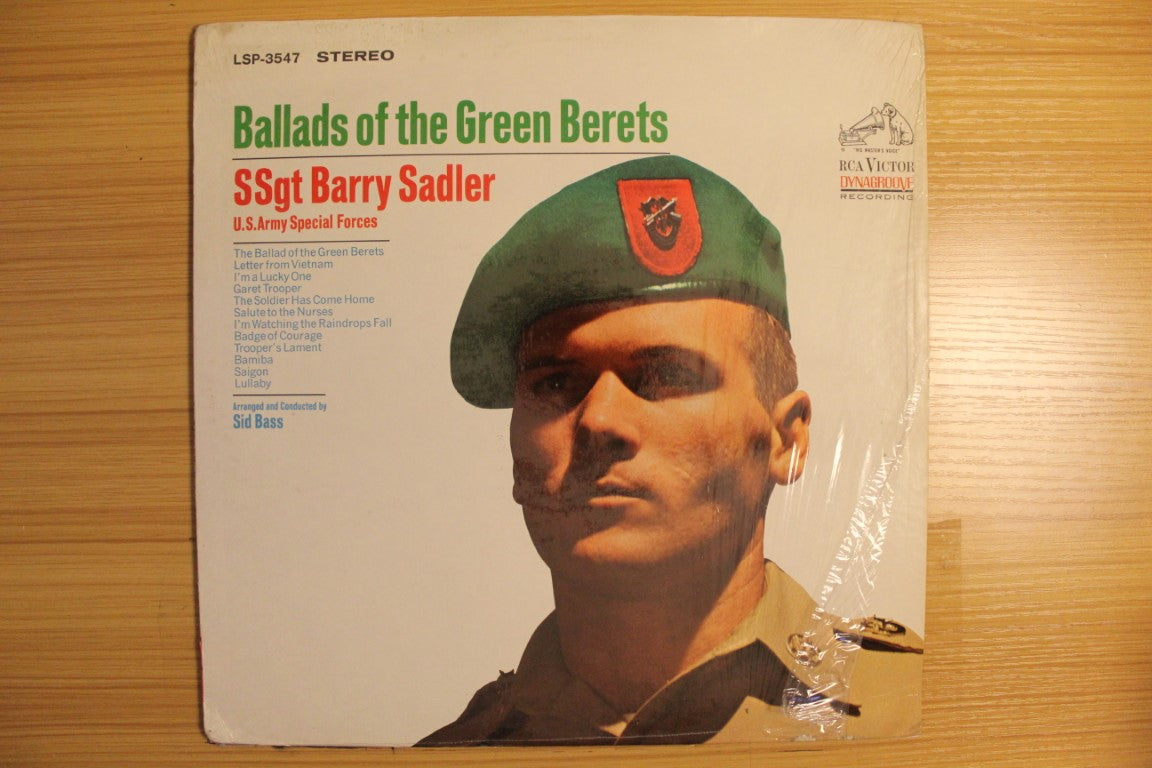 LSP-3547 STEREO
Ballads of the Green Berets
SSgt Barry Sadler
U.S.Army Special Forces
The Ballad of the Green Berets
Letter from Vietnam
I'm a Lucky One
Garet Trooper
The Soldier Has Come Home
Salute to the Nurses
I'm Watching the Raindrops Fall
Badge of Courage
Trooper's Lament
Bamiba
Saigon
Lullaby
Arranged and Conducted by
Sid Bass
"HIS MASTER'S VOICE"
RCA VICTOR
DYNAGROOVE
RECORDING